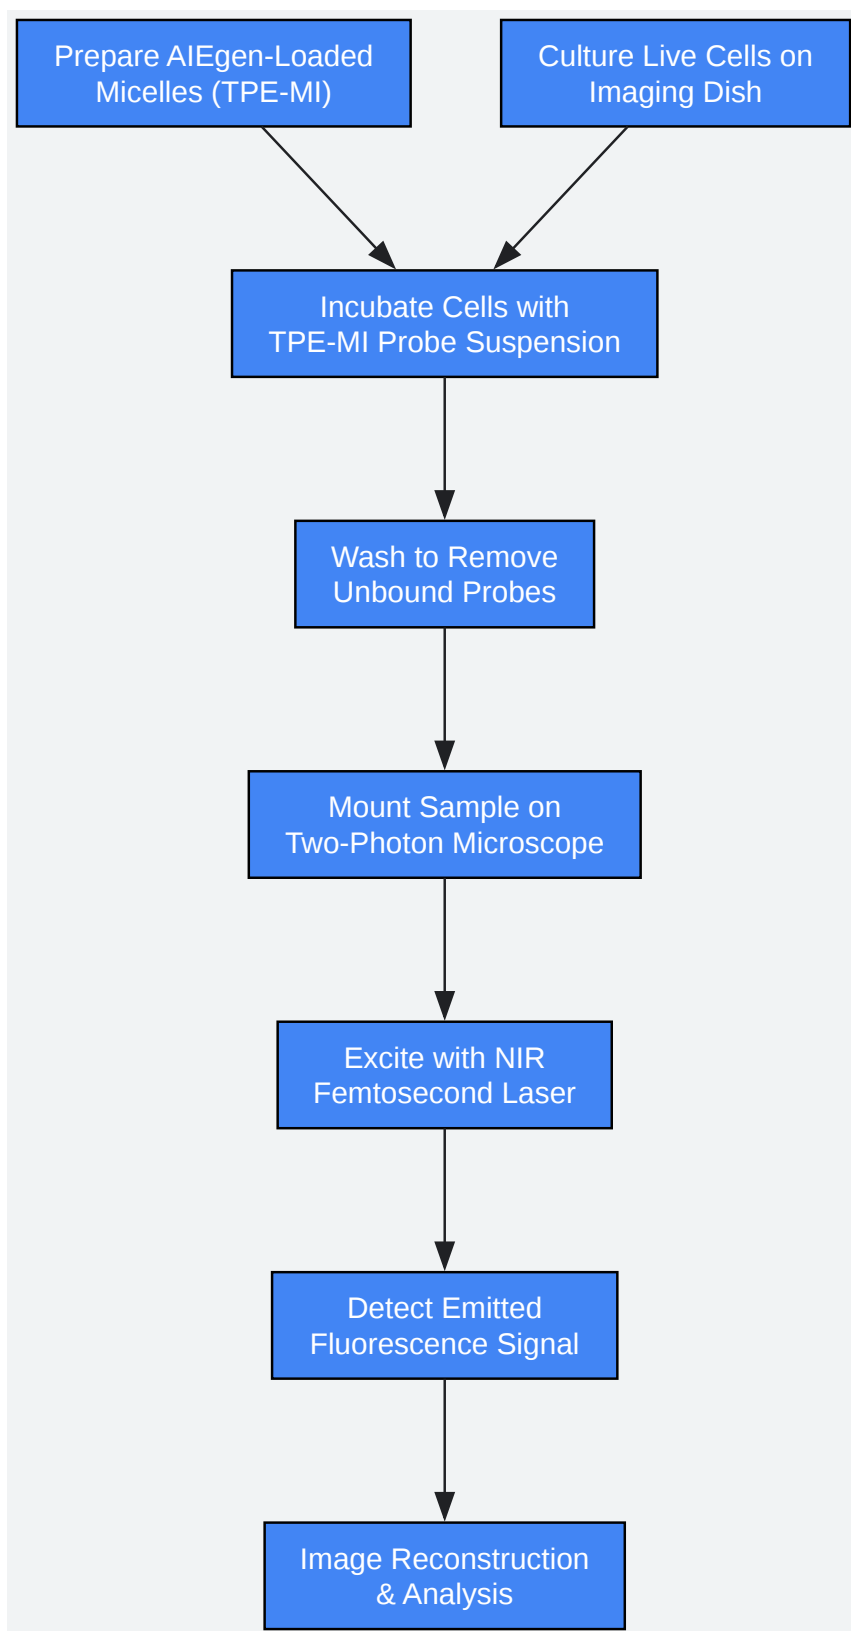 Prepare AIEgen-Loaded
Micelles (TPE-MI)
Culture Live Cells on
Imaging Dish
Incubate Cells with
TPE-MI Probe Suspension
Wash to Remove
Unbound Probes
Mount Sample on
Two-Photon Microscope
Excite with NIR
Femtosecond Laser
Detect Emitted
Fluorescence Signal
Image Reconstruction
& Analysis